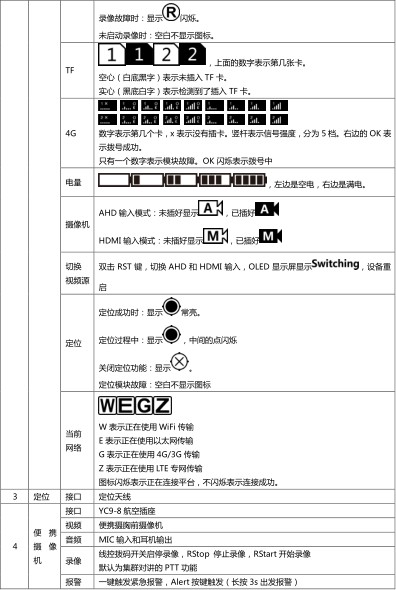 录像故障时：显示Ⓡ闪烁。
未启动录像时：空白不显示图标。
TF
1 1 2 2，上面的数字表示第几张卡。
空心（白底黑字）表示未插入 TF 卡。
实心（黑底白字）表示检测到了插入 TF 卡。
4G
数字表示第几个卡，x 表示没有插卡。竖杆表示信号强度，分为 5 档。右边的 OK 表
示拨号成功。
只有一个数字表示模块故障。OK 闪烁表示拨号中
电量
，左边是空电，右边是满电。
摄像机
AHD 输入模式：未插好显示A，已插好A
HDMI 输入模式：未插好显示M，已插好M
切换
视频源
双击 RST 键，切换 AHD 和 HDMI 输入，OLED 显示屏显示Switching，设备重
启
定位
定位成功时：显示常亮。
定位过程中：显示，中间的点闪烁
关闭定位功能：显示。
定位模块故障：空白不显示图标
当前
网络
WEGZ
W 表示正在使用 WiFi 传输
E 表示正在使用以太网传输
G 表示正在使用 4G/3G 传输
Z 表示正在使用 LTE 专网传输
图标闪烁表示正在连接平台，不闪烁表示连接成功。
3 定位 接口 定位天线
4
便携
摄像
机
接口 YC9-8 航空插座
视频 便携摄胸前摄像机
音频 MIC 输入和耳机输出
录像
线控拨码开关启停录像，RStop 停止录像，RStart 开始录像
默认为集群对讲的 PTT 功能
报警 一键触发紧急报警，Alert 按键触发（长按 3s 出发报警）